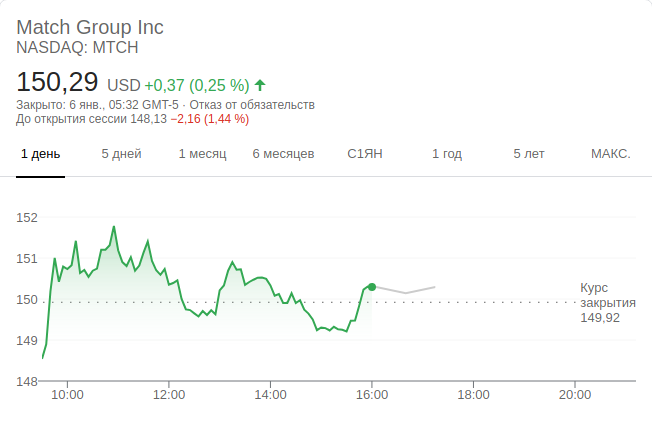 Match Group Inc
NASDAQ: MTCH
150,29 USD +0,37 (0,25 %)
Закрыто: 6 янв., 05:32 GMT-5 · Отказ от обязательств
До открытия сессии 148,13 −2,16 (1,44 %)
1 день 5 дней 1 месяц 6 месяцев С1ЯН 1 год 5 лет МАКС.
152
151
150
149
148
Курс
закрытия
149,92
10:00 12:00 14:00 16:00 18:00 20:00